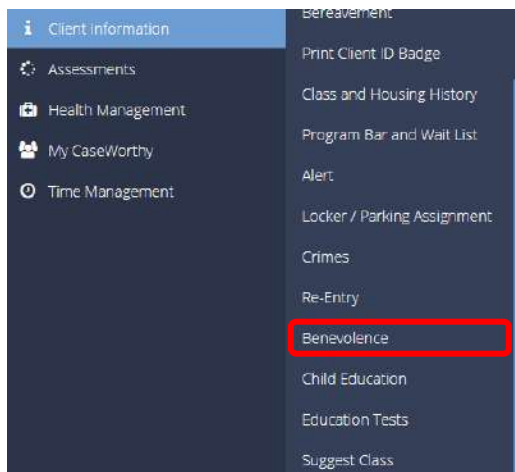 Client Information
Assessments
Health Management
My CaseWorthy
Time Management
Bereavement
Print Client ID Badge
Class and Housing History
Program Bar and Wait List
Alert
Locker / Parking Assignment
Crimes
Re-Entry
Benevolence
Child Education
Education Tests
Suggest Class